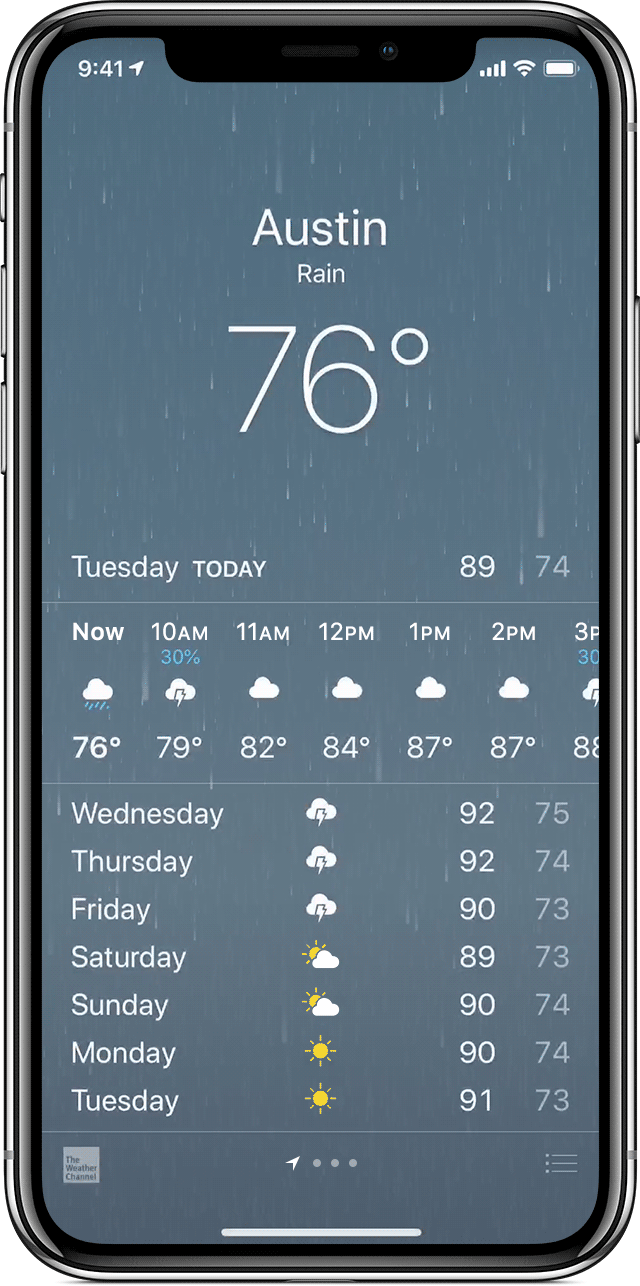 9:41
Austin
Rain
76°
Tuesday TODAY 89 74
Now 10AM 11AM 12PM 1PM 2PM 3P
30% 30
76° 79° 82° 84° 87° 87° 88
Wednesday 92 75
Thursday 92 74
Friday 90 73
Saturday 89 73
Sunday 90 74
Monday 90 74
Tuesday 91 73
The
Weather
Channel